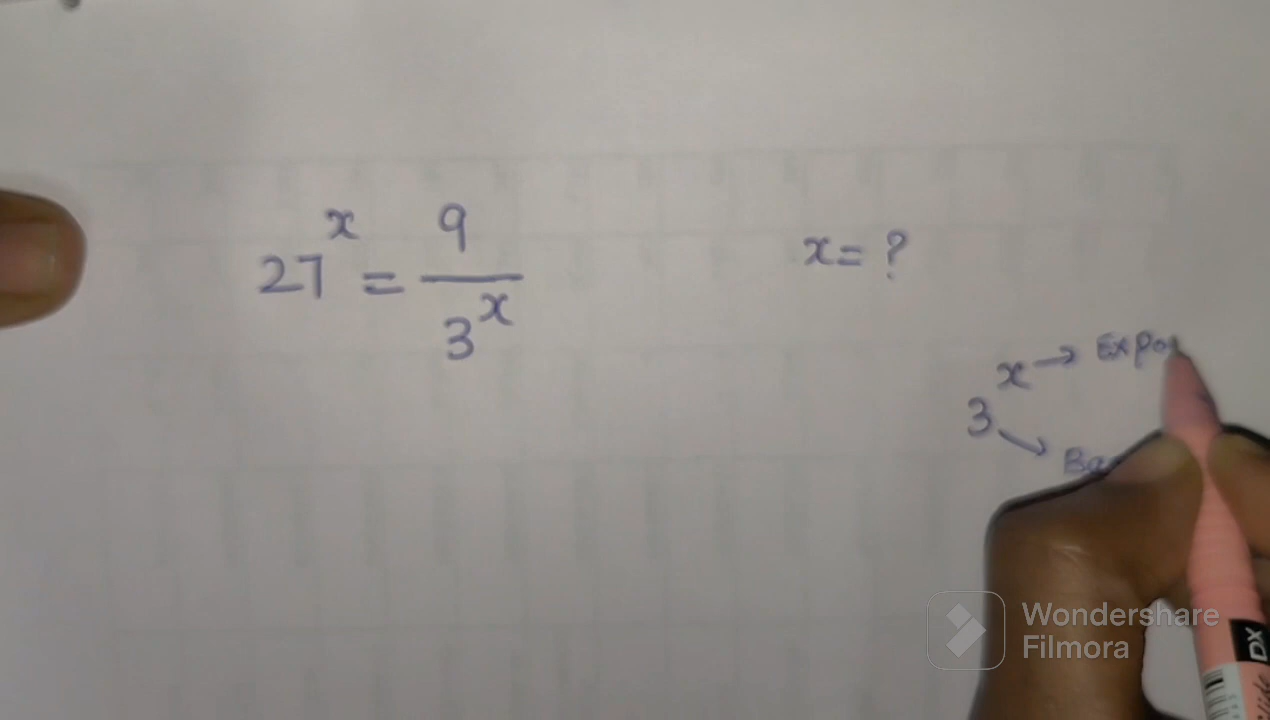 27^x = 9/3^x
x = ?
x → Expo
3 → Ba
Wondershare
Filmora
DX